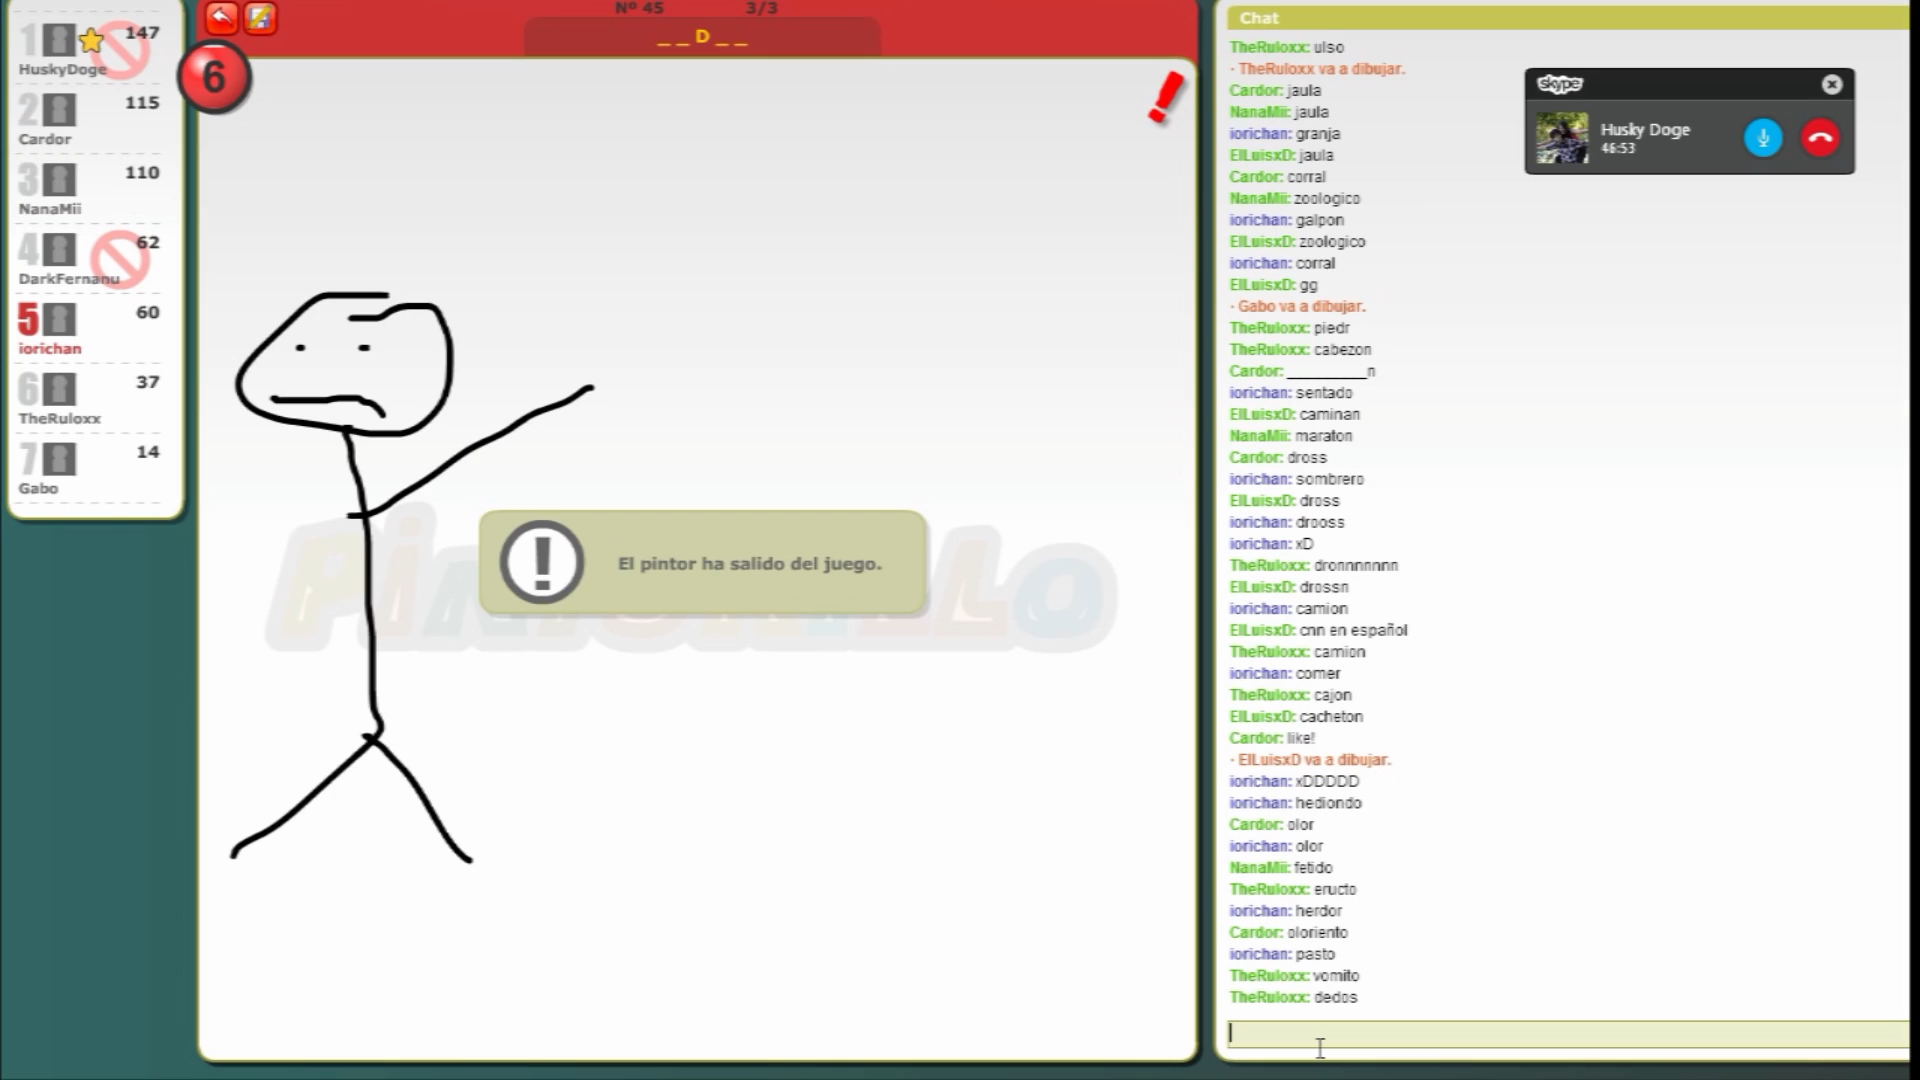 Nº 45
3/3
_ _ D _ _
6
1
147
HuskyDoge
2
115
Cardor
3
110
NanaMii
4
62
DarkFernanu
5
60
iorichan
6
37
TheRuloxx
7
14
Gabo
El pintor ha salido del juego.
Chat
TheRuloxx: ulso
· TheRuloxx va a dibujar.
Cardor: jaula
NanaMii: jaula
iorichan: granja
ElLuisxD: jaula
Cardor: corral
NanaMii: zoologico
iorichan: galpon
ElLuisxD: zoologico
iorichan: corral
ElLuisxD: gg
· Gabo va a dibujar.
TheRuloxx: piedr
TheRuloxx: cabezon
Cardor: _________n
iorichan: sentado
ElLuisxD: caminan
NanaMii: maraton
Cardor: dross
iorichan: sombrero
ElLuisxD: dross
iorichan: drooss
iorichan: xD
TheRuloxx: dronnnnnnn
ElLuisxD: drossn
iorichan: camion
ElLuisxD: cnn en español
TheRuloxx: camion
iorichan: comer
TheRuloxx: cajon
ElLuisxD: cacheton
Cardor: like!
· ElLuisxD va a dibujar.
iorichan: xDDDDD
iorichan: hediondo
Cardor: olor
iorichan: olor
NanaMii: fetido
TheRuloxx: eructo
iorichan: herdor
Cardor: oloriento
iorichan: pasto
TheRuloxx: vomito
TheRuloxx: dedos
skype
Husky Doge
46:53